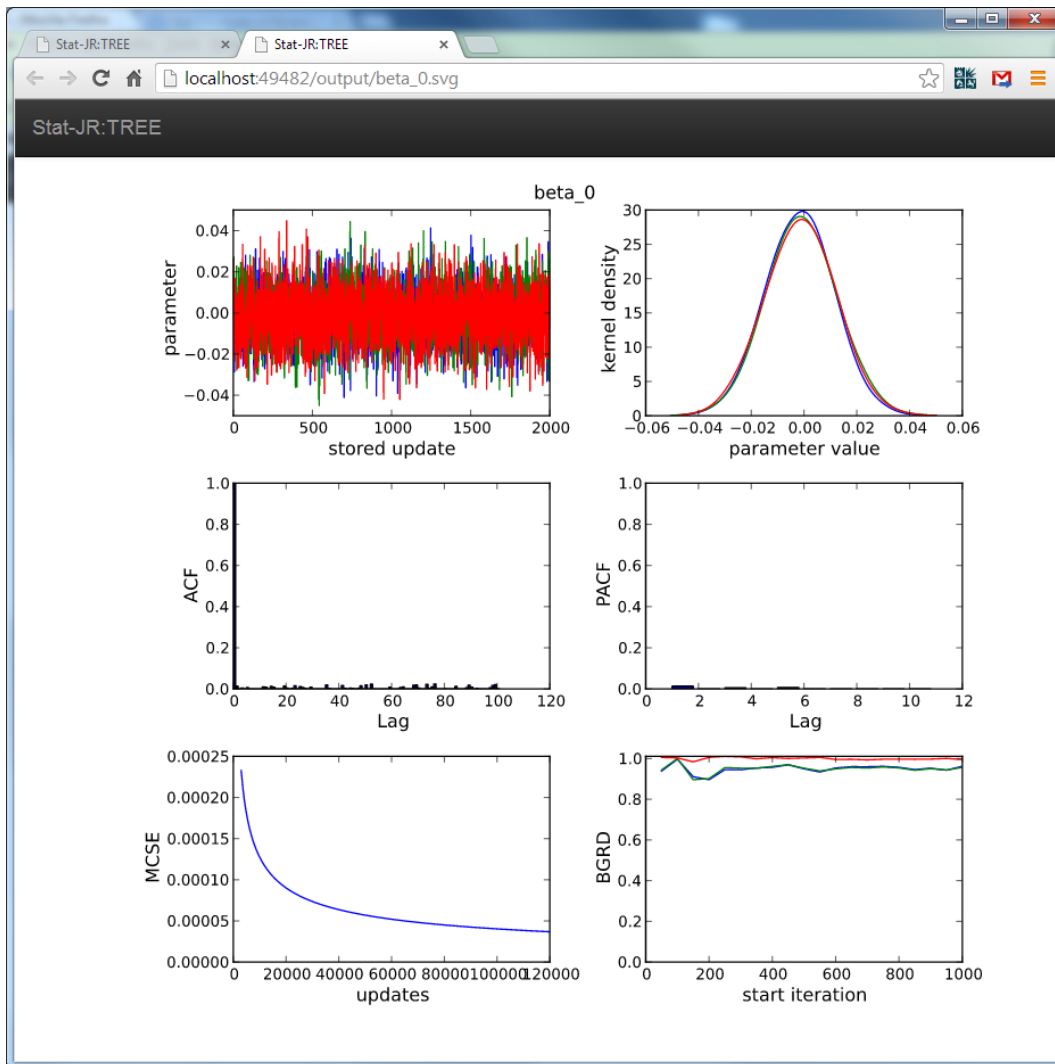 Stat-JR:TREE
Stat-JR:TREE
localhost:49482/output/beta_0.svg
Stat-JR:TREE
beta_0
parameter
0.04
0.02
0.00
−0.02
−0.04
0 500 1000 1500 2000
stored update
kernel density
30
25
20
15
10
5
0
−0.06 −0.04 −0.02 0.00 0.02 0.04 0.06
parameter value
ACF
1.0
0.8
0.6
0.4
0.2
0.0
0 20 40 60 80 100 120
Lag
PACF
1.0
0.8
0.6
0.4
0.2
0.0
0 2 4 6 8 10 12
Lag
MCSE
0.00025
0.00020
0.00015
0.00010
0.00005
0.00000
0 20000 40000 60000 80000 100000 120000
updates
BGRD
1.0
0.8
0.6
0.4
0.2
0.0
0 200 400 600 800 1000
start iteration